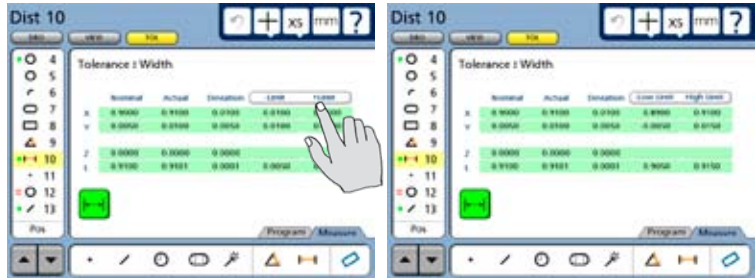 Dist 10
DRO VIEW TOL
XS mm ?
4
5
6
7
8
9
10
11
12
13
Pos
Tolerance : Width
Nominal Actual Deviation -Limit
X 0.9000 0.9100 0.0100 0.0100
Y 0.0050 0.0100 0.0050 0.0100
Z 0.0000 0.0000 0.0000
L 0.9100 0.9101 0.0001 0.0050
Program Measure
Dist 10
DRO VIEW TOL
XS mm ?
4
5
6
7
8
9
10
11
12
13
Pos
Tolerance : Width
Nominal Actual Deviation Low Limit High Limit
X 0.9000 0.9100 0.0100 0.8900 0.9100
Y 0.0050 0.0100 0.0050 -0.0050 0.0150
Z 0.0000 0.0000 0.0000
L 0.9100 0.9101 0.0001 0.9050 0.9150
Program Measure